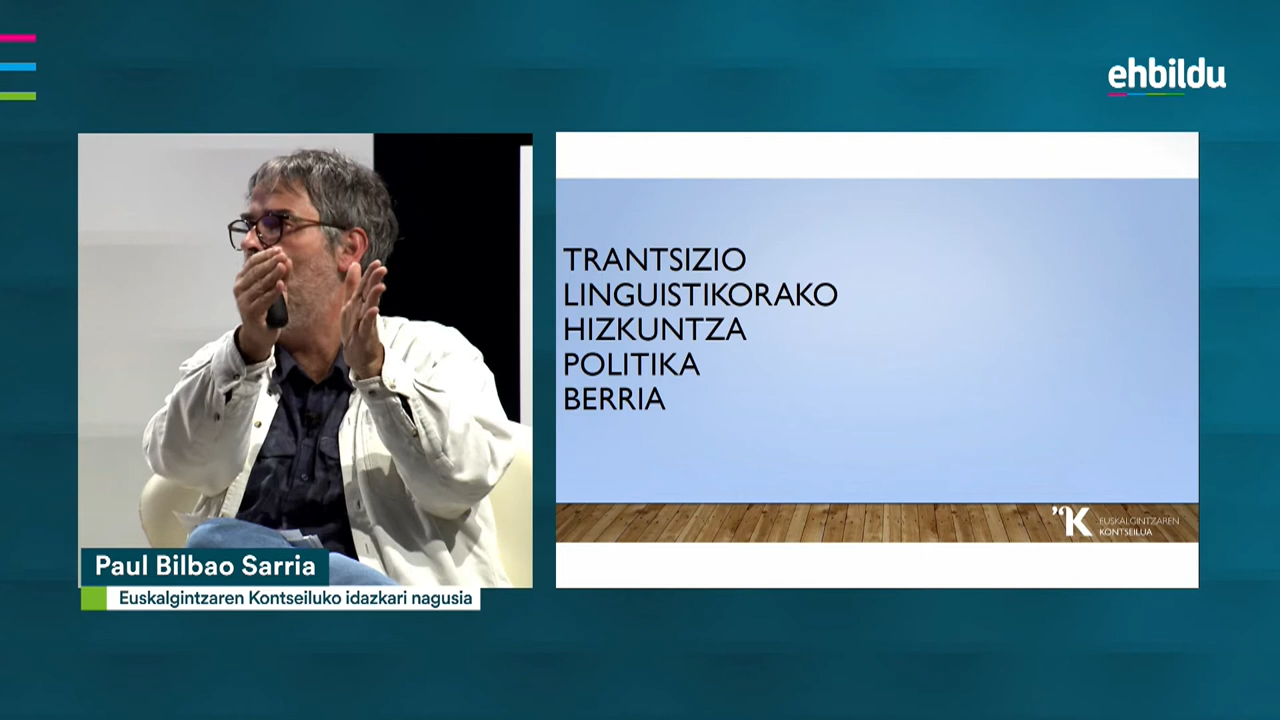 ehbildu
TRANTSIZIO
LINGUISTIKORAKO
HIZKUNTZA
POLITIKA
BERRIA
"K EUSKALGINTZAREN
KONTSEILUA
Paul Bilbao Sarria
Euskalgintzaren Kontseiluko idazkari nagusia